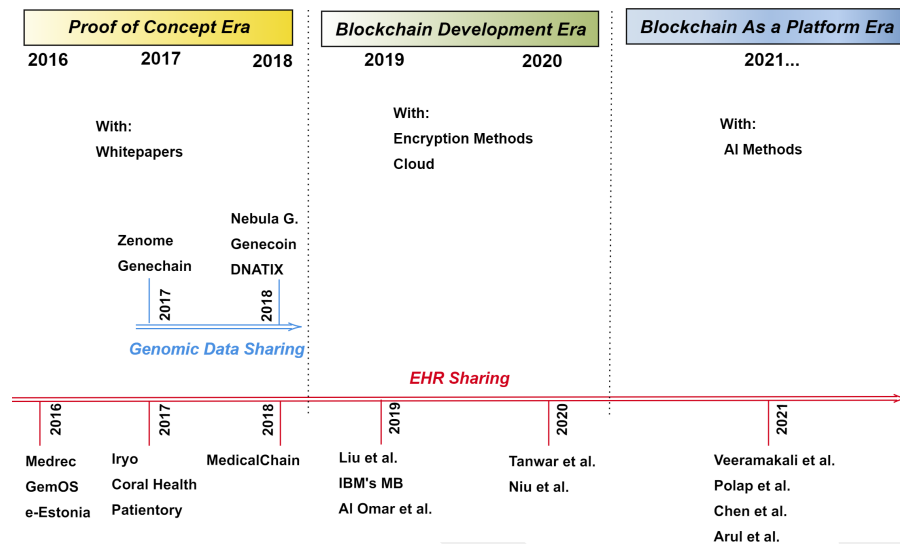 Proof of Concept Era
Blockchain Development Era
Blockchain As a Platform Era
2016
2017
2018
2019
2020
2021...
With:
Whitepapers
With:
Encryption Methods
Cloud
With:
AI Methods
Zenome
Genechain
Nebula G.
Genecoin
DNATIX
2017
2018
Genomic Data Sharing
EHR Sharing
2016
2017
2018
2019
2020
2021
Medrec
GemOS
e-Estonia
Iryo
Coral Health
Patientory
MedicalChain
Liu et al.
IBM's MB
Al Omar et al.
Tanwar et al.
Niu et al.
Veeramakali et al.
Polap et al.
Chen et al.
Arul et al.